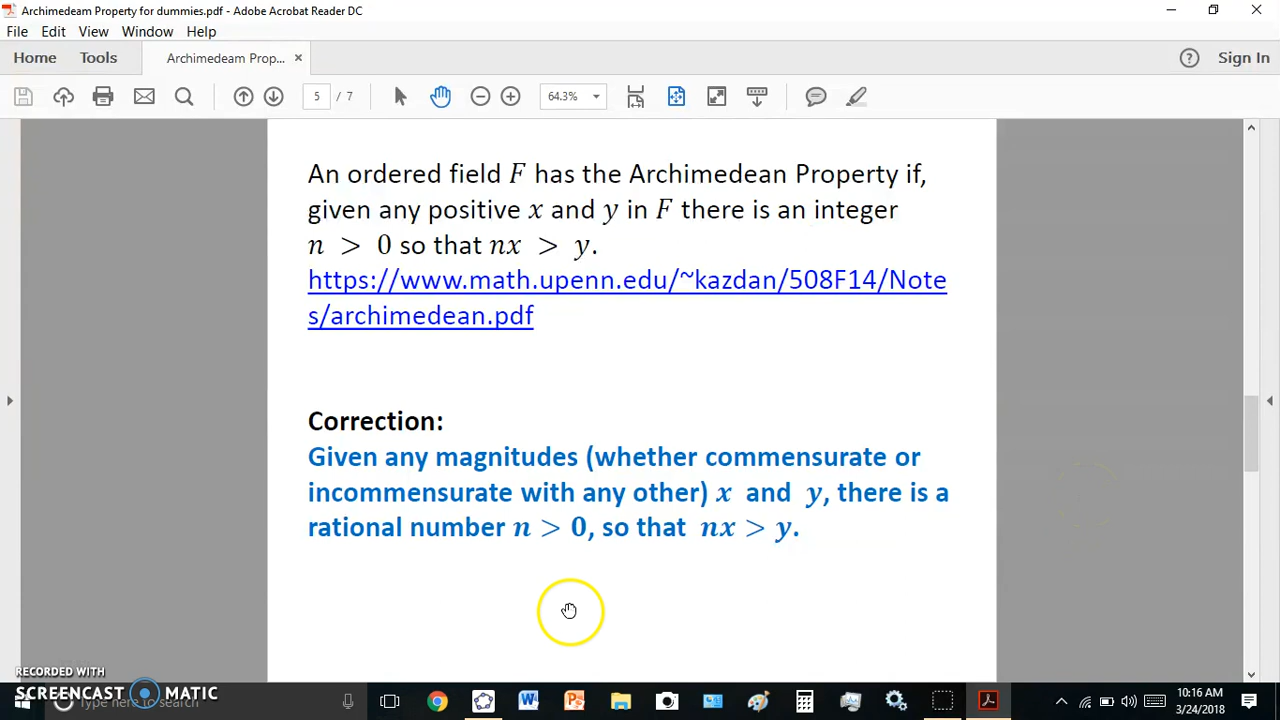 Archimedeam Property for dummies.pdf - Adobe Acrobat Reader DC
File Edit View Window Help
Home Tools Archimedeam Prop... × Sign In
5 / 7 64.3%
An ordered field F has the Archimedean Property if,
given any positive x and y in F there is an integer
n > 0 so that nx > y.
https://www.math.upenn.edu/~kazdan/508F14/Note
s/archimedean.pdf
Correction:
Given any magnitudes (whether commensurate or
incommensurate with any other) x and y, there is a
rational number n > 0, so that nx > y.
RECORDED WITH
SCREENCAST MATIC
Type here to search
10:16 AM
3/24/2018